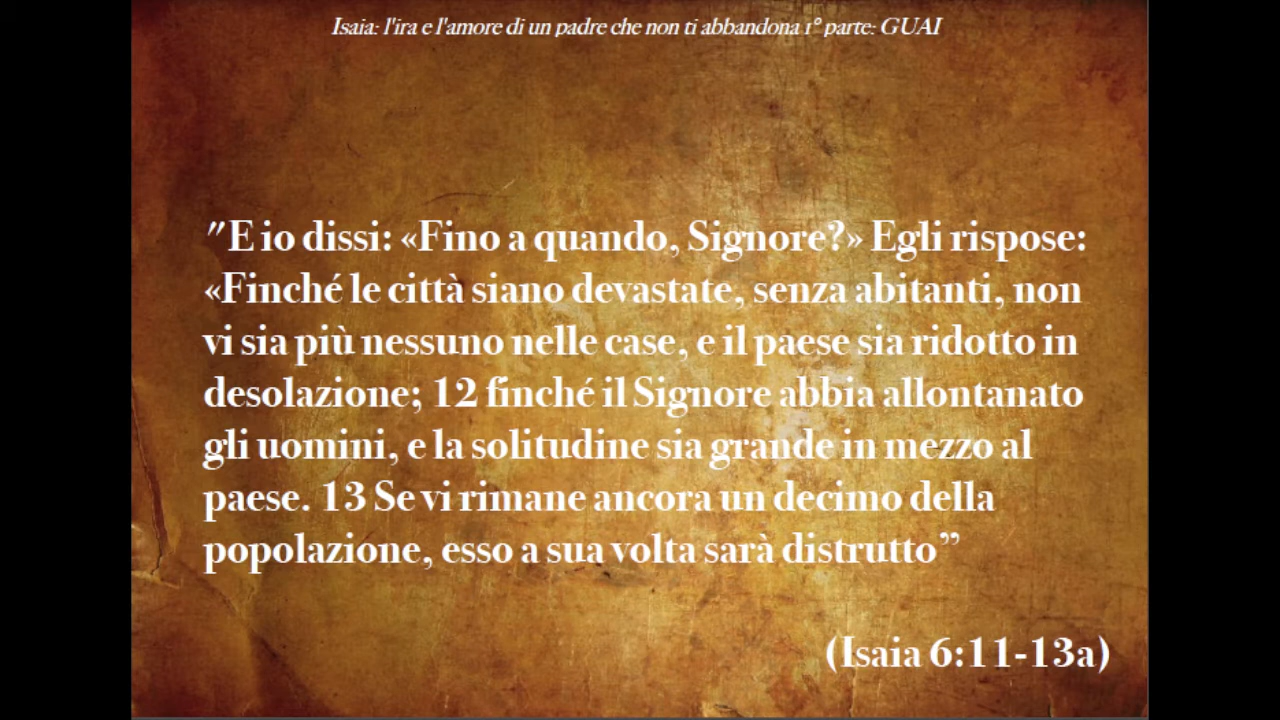 Isaia: l'ira e l'amore di un padre che non ti abbandona 1° parte: GUAI
"E io dissi: «Fino a quando, Signore?» Egli rispose:
«Finché le città siano devastate, senza abitanti, non
vi sia più nessuno nelle case, e il paese sia ridotto in
desolazione; 12 finché il Signore abbia allontanato
gli uomini, e la solitudine sia grande in mezzo al
paese. 13 Se vi rimane ancora un decimo della
popolazione, esso a sua volta sarà distrutto”
(Isaia 6:11-13a)